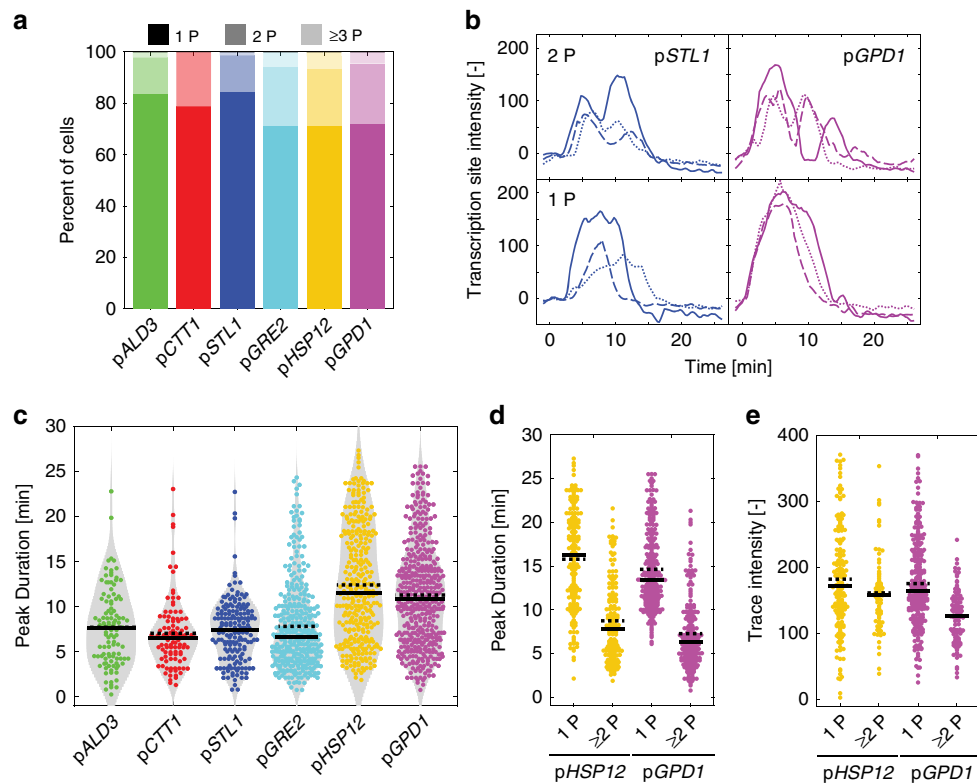 a
1 P 2 P ≥3 P
100
80
60
40
20
0
Percent of cells
pALD3 pCTT1 pSTL1 pGRE2 pHSP12 pGPD1
b
2 P pSTL1 pGPD1
200
100
0
1 P
200
100
0
Transcription site intensity [-]
0 10 20 0 10 20
Time [min]
c
30
25
20
15
10
5
0
Peak Duration [min]
pALD3 pCTT1 pSTL1 pGRE2 pHSP12 pGPD1
d
30
25
20
15
10
5
0
Peak Duration [min]
1 P ≥2 P 1 P ≥2 P
pHSP12 pGPD1
e
400
300
200
100
0
Trace intensity [-]
1 P ≥2 P 1 P ≥2 P
pHSP12 pGPD1